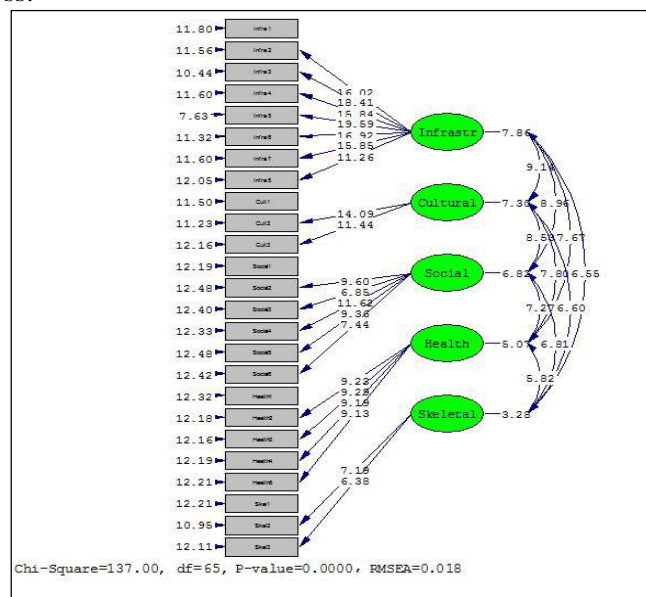 11.80 Infra1
11.56 Infra2
10.44 Infra3
11.60 Infra4
7.63 Infra5
11.32 Infra6
11.60 Infra7
12.05 Infra8
11.50 Cult1
11.23 Cult2
12.16 Cult3
12.19 Social1
12.48 Social2
12.40 Social3
12.33 Social4
12.48 Social5
12.42 Social6
12.32 Health1
12.18 Health2
12.16 Health3
12.19 Health4
12.21 Health5
12.21 Skel1
10.95 Skel2
12.11 Skel3
16.02
18.41
15.84
19.59
16.92
15.85
11.26
14.09
11.44
9.60
6.85
11.62
9.36
7.44
9.22
9.29
9.19
9.13
7.19
6.38
Infrastr 7.86
Cultural 7.30
Social 6.82
Health 5.07
Skeletal 3.28
9.14
8.96
7.67
7.80
6.55
7.27
6.60
6.81
5.82
Chi-Square=137.00, df=65, P-value=0.0000, RMSEA=0.018